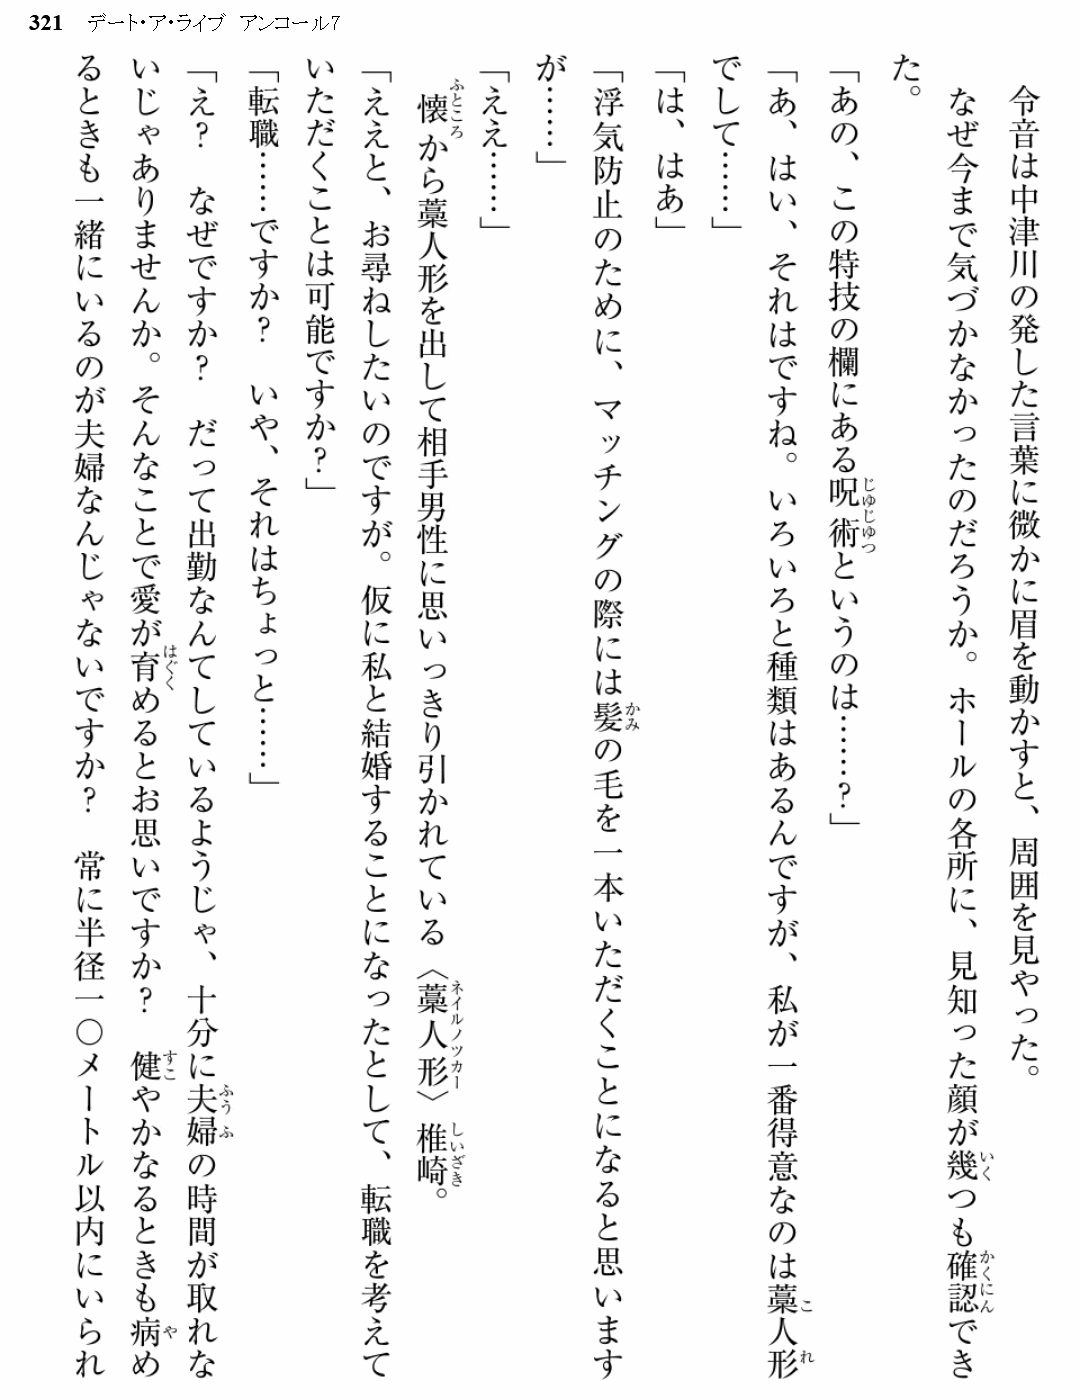 321 デート・ア・ライブ アンコール7
令音は中津川の発した言葉に微かに眉を動かすと、周囲を見やった。
なぜ今まで気づかなかったのだろうか。ホールの各所に、見知った顔が幾つも確認でき
た。
「あの、この特技の欄にある呪術というのは……？」
「あ、はい、それはですね。いろいろと種類はあるんですが、私が一番得意なのは藁人形
でして……」
「は、はあ」
「浮気防止のために、マッチングの際には髪の毛を一本いただくことになると思います
が……」
「ええ……」
懐から藁人形を出して相手男性に思いっきり引かれている〈藁人形〉椎崎。
「ええと、お尋ねしたいのですが。仮に私と結婚することになったとして、転職を考えて
いただくことは可能ですか？」
「転職……ですか？　いや、それはちょっと……」
「え？　なぜですか？　だって出勤なんてしているようじゃ、十分に夫婦の時間が取れな
いじゃありませんか。そんなことで愛が育めるとお思いですか？　健やかなるときも病め
るときも一緒にいるのが夫婦なんじゃないですか？　常に半径一〇メートル以内にいられ